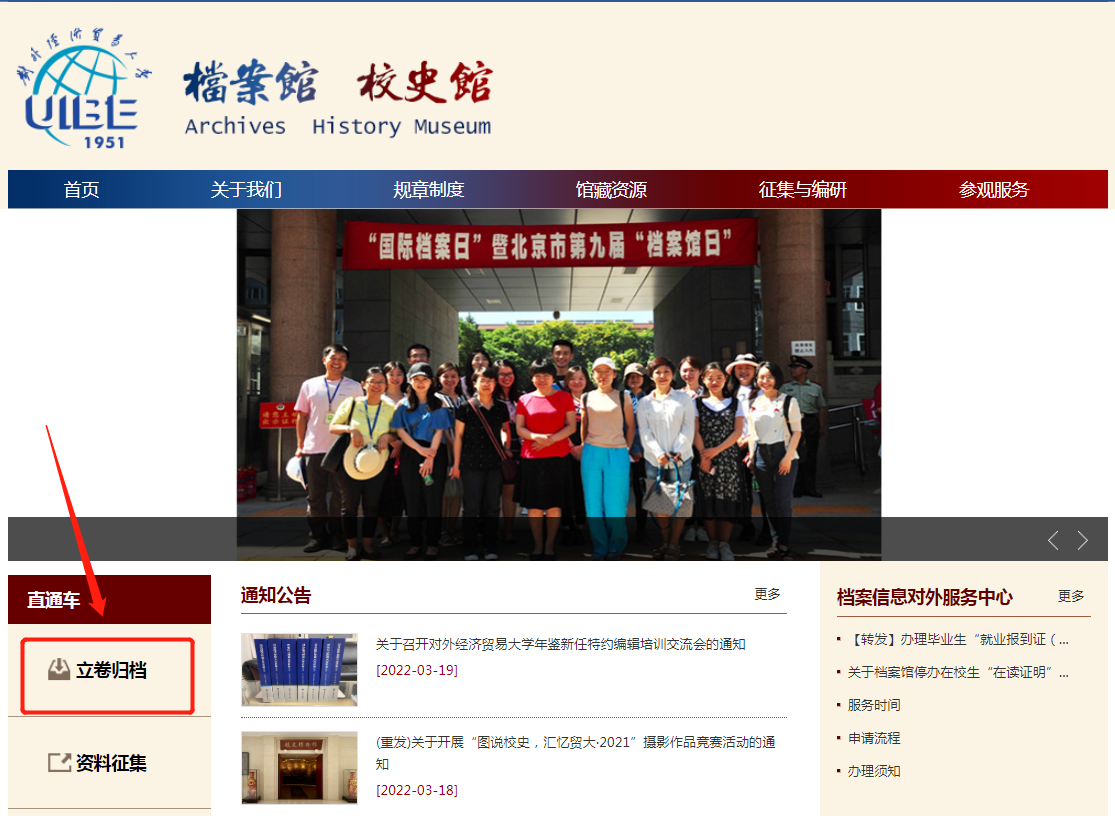 对外经济贸易大学
UIBE
1951
檔案館 校史館
Archives History Museum
首页 关于我们 规章制度 馆藏资源 征集与编研 参观服务
“国际档案日”暨北京市第九届“档案馆日”
直通车
立卷归档
资料征集
通知公告 更多
关于召开对外经济贸易大学年鉴新任特约编辑培训交流会的通知
[2022-03-19]
(重发)关于开展“图说校史，汇忆贸大·2021”摄影作品竞赛活动的通
知
[2022-03-18]
档案信息对外服务中心 更多
【转发】办理毕业生“就业报到证（...
关于档案馆停办在校生“在读证明”...
服务时间
申请流程
办理须知